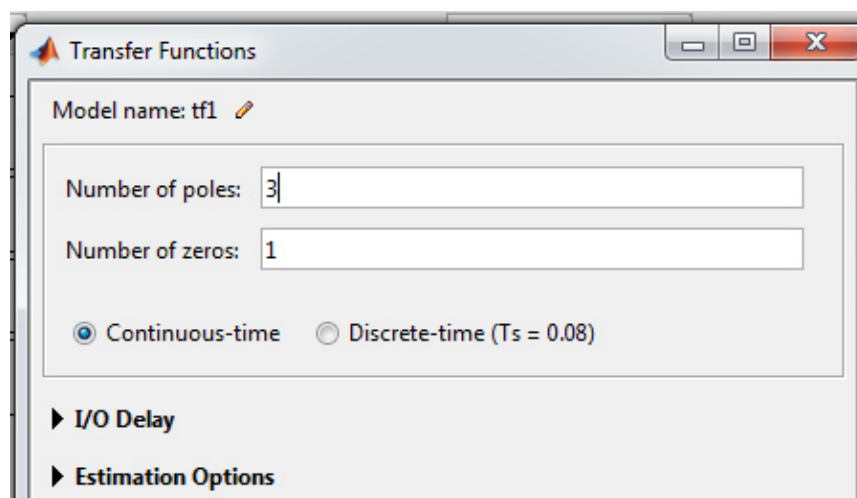 Transfer Functions
Model name: tf1
Number of poles: 3
Number of zeros: 1
Continuous-time Discrete-time (Ts = 0.08)
I/O Delay
Estimation Options